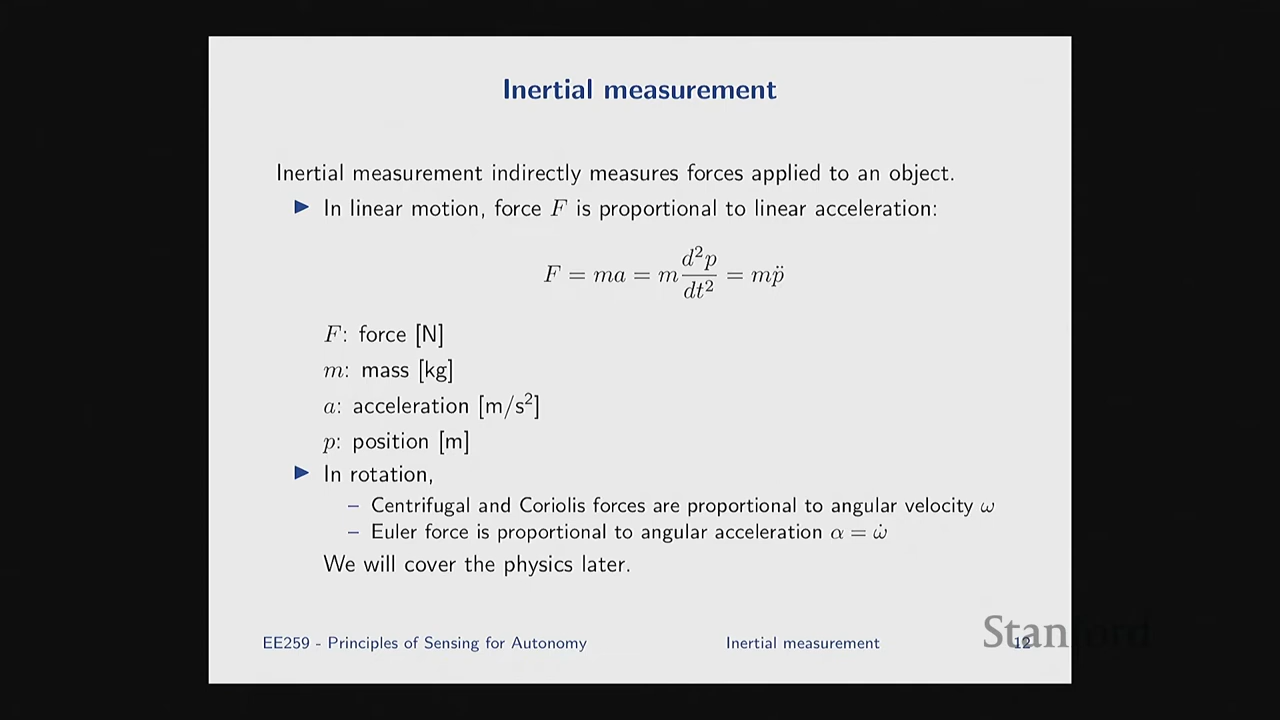 Inertial measurement
Inertial measurement indirectly measures forces applied to an object.
▶ In linear motion, force F is proportional to linear acceleration:
F = ma = m d²p/dt² = mp̈
F: force [N]
m: mass [kg]
a: acceleration [m/s²]
p: position [m]
▶ In rotation,
– Centrifugal and Coriolis forces are proportional to angular velocity ω
– Euler force is proportional to angular acceleration α = ω̇
We will cover the physics later.
EE259 - Principles of Sensing for Autonomy Inertial measurement 12
Stanford